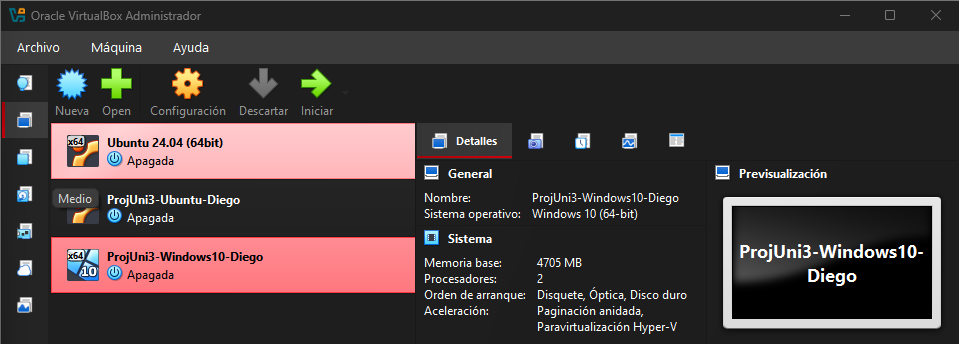 Oracle VirtualBox Administrador
Archivo Máquina Ayuda
Nueva Open Configuración Descartar Iniciar
x64
Ubuntu 24.04 (64bit)
Apagada
Medio
ProjUni3-Ubuntu-Diego
Apagada
x64
10
ProjUni3-Windows10-Diego
Apagada
Detalles
General
Nombre: ProjUni3-Windows10-Diego
Sistema operativo: Windows 10 (64-bit)
Sistema
Memoria base: 4705 MB
Procesadores: 2
Orden de arranque: Disquete, Óptica, Disco duro
Aceleración: Paginación anidada,
Paravirtualización Hyper-V
Previsualización
ProjUni3-Windows10-
Diego